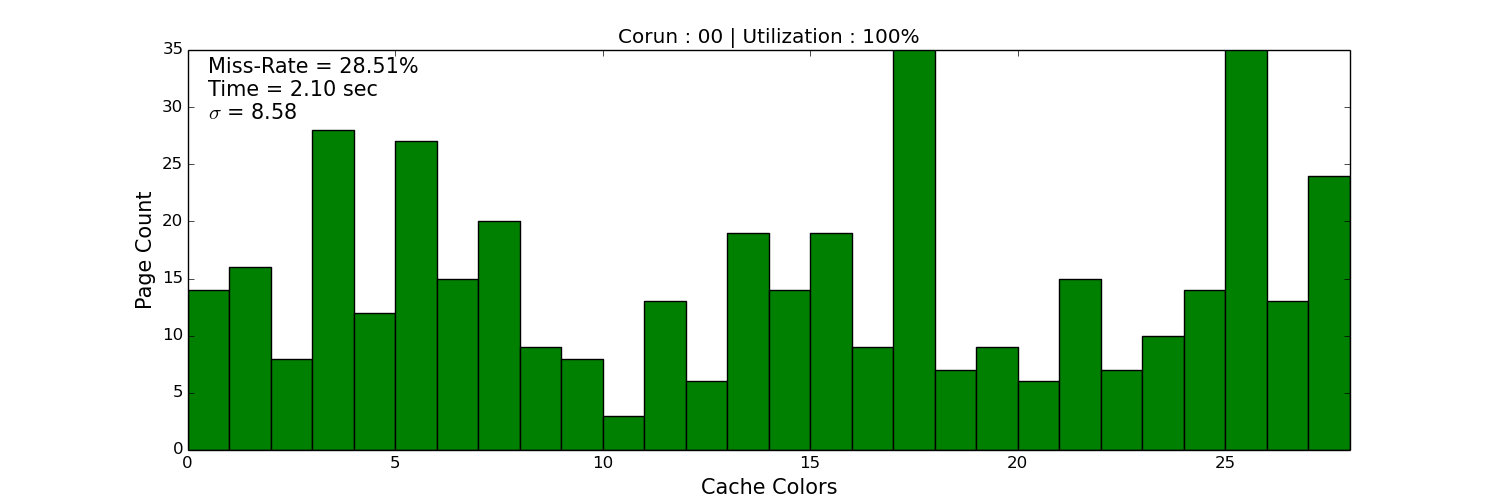 Corun : 00 | Utilization : 100%
Miss-Rate = 28.51%
Time = 2.10 sec
σ = 8.58
Page Count
35
30
25
20
15
10
5
0
0 5 10 15 20 25
Cache Colors